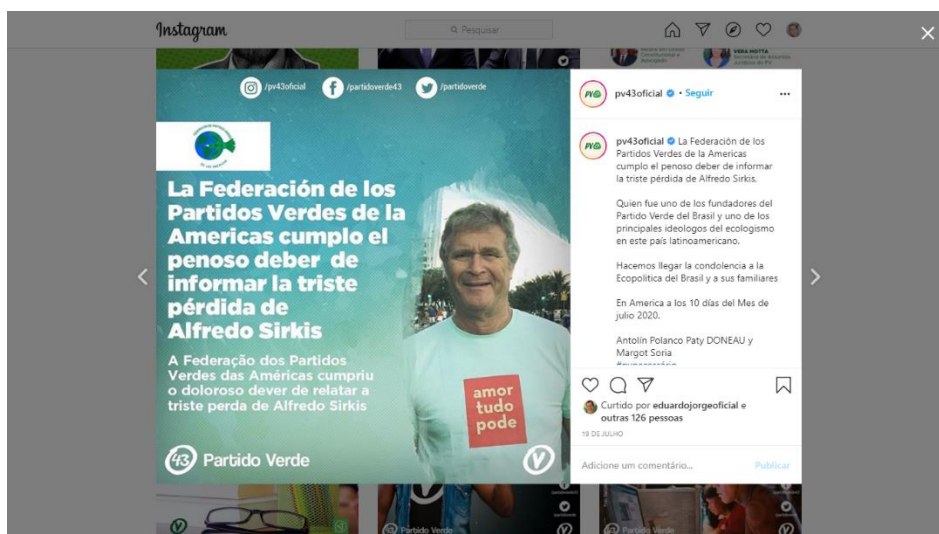 Instagram
Pesquisar
VERA MOTTA
/pv43oficial
/partidoverde43
/partidoverde
La Federación de los
Partidos Verdes de la
Americas cumplo el
penoso deber de
informar la triste
pérdida de
Alfredo Sirkis
A Federação dos Partidos
Verdes das Américas cumpriu
o doloroso dever de relatar a
triste perda de Alfredo Sirkis
amor
tudo
pode
43 Partido Verde
V
pv43oficial • Seguir
pv43oficial La Federación de los
Partidos Verdes de la Americas
cumplo el penoso deber de informar
la triste pérdida de Alfredo Sirkis.
Quien fue uno de los fundadores del
Partido Verde del Brasil y uno de los
principales ideologos del ecologismo
en este país latinoamericano.
Hacemos llegar la condolencia a la
Ecopolitica del Brasil y a sus familiares
En America a los 10 días del Mes de
julio 2020.
Antolín Polanco Paty DONEAU y
Margot Soria
Curtido por eduardojorgeoficial e
outras 126 pessoas
19 DE JULHO
Adicione um comentário...
Publicar
43 Partido Verde
43 Partido Verde